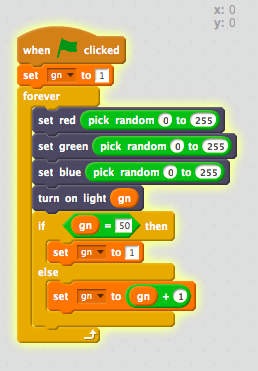 x: 0
y: 0
when clicked
set gn to 1
forever
set red pick random 0 to 255
set green pick random 0 to 255
set blue pick random 0 to 255
turn on light gn
if gn = 50 then
set gn to 1
else
set gn to gn + 1